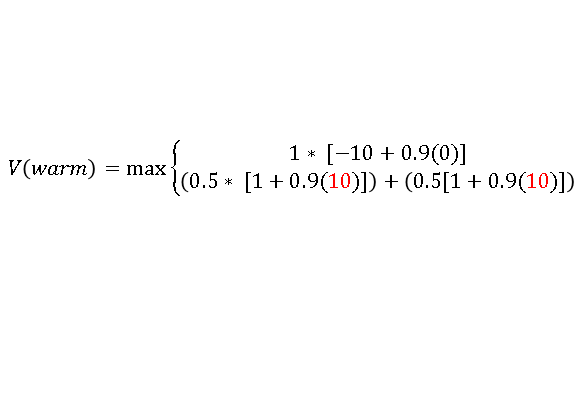 V(warm) = max { 1 * [−10 + 0.9(0)]
(0.5 * [1 + 0.9(10)]) + (0.5[1 + 0.9(10)])